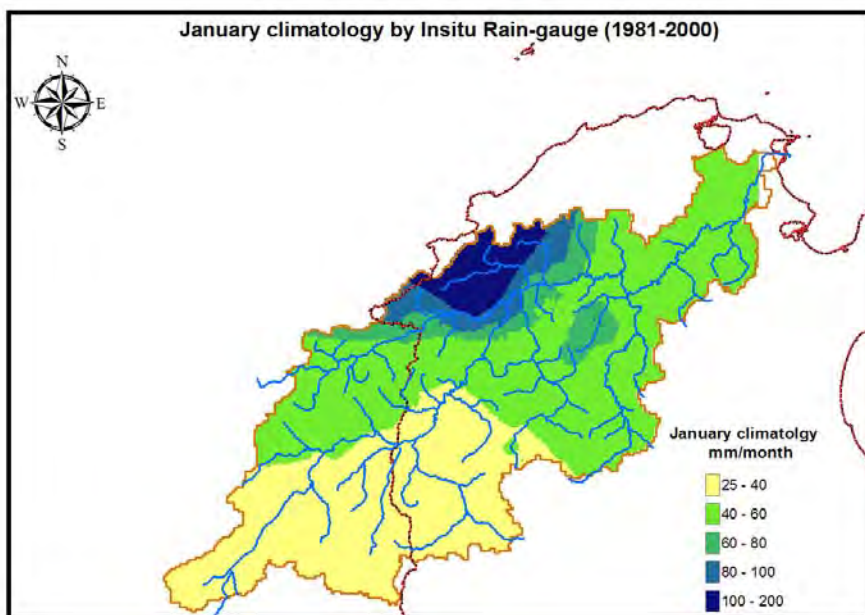 January climatology by Insitu Rain-gauge (1981-2000)
N
W E
S
January climatolgy
mm/month
25 - 40
40 - 60
60 - 80
80 - 100
100 - 200